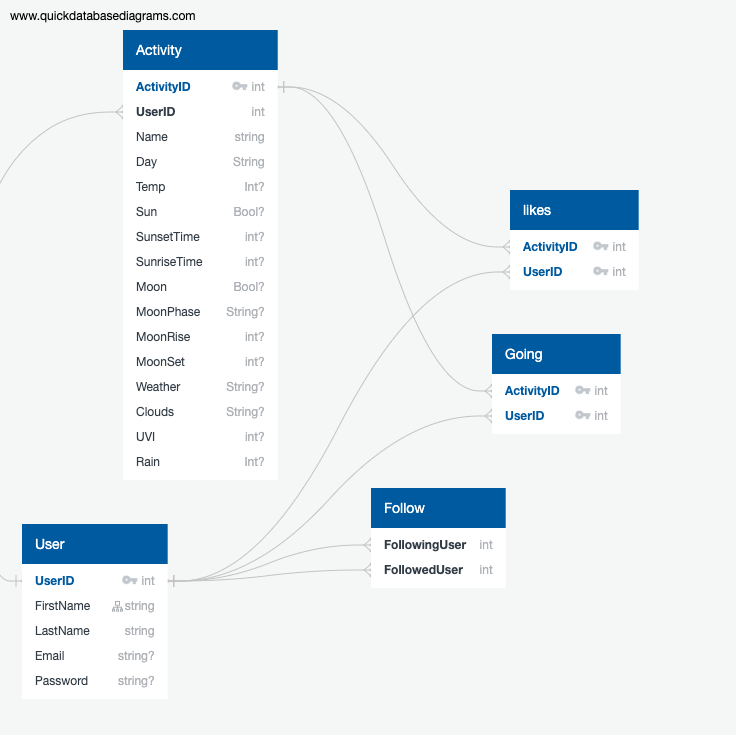 www.quickdatabasediagrams.com
Activity
ActivityID int
UserID int
Name string
Day String
Temp Int?
Sun Bool?
SunsetTime int?
SunriseTime int?
Moon Bool?
MoonPhase String?
MoonRise int?
MoonSet int?
Weather String?
Clouds String?
UVI int?
Rain Int?
likes
ActivityID int
UserID int
Going
ActivityID int
UserID int
Follow
FollowingUser int
FollowedUser int
User
UserID int
FirstName string
LastName string
Email string?
Password string?